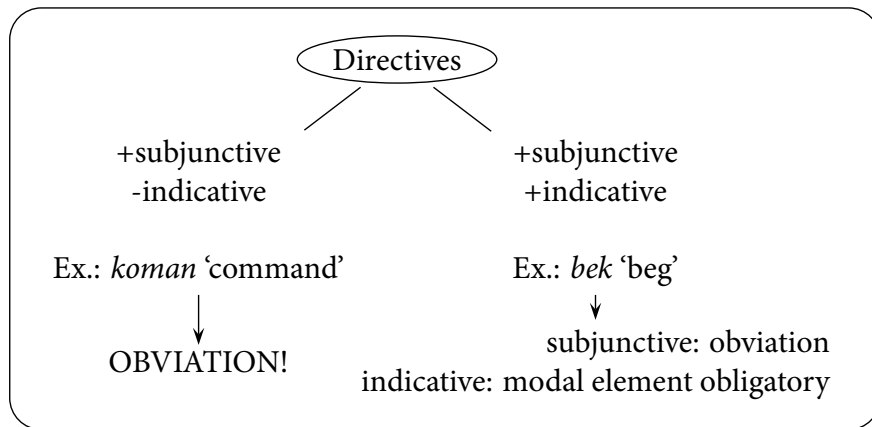 Directives
+subjunctive
-indicative
Ex.: koman ‘command’
OBVIATION!
+subjunctive
+indicative
Ex.: bek ‘beg’
subjunctive: obviation
indicative: modal element obligatory